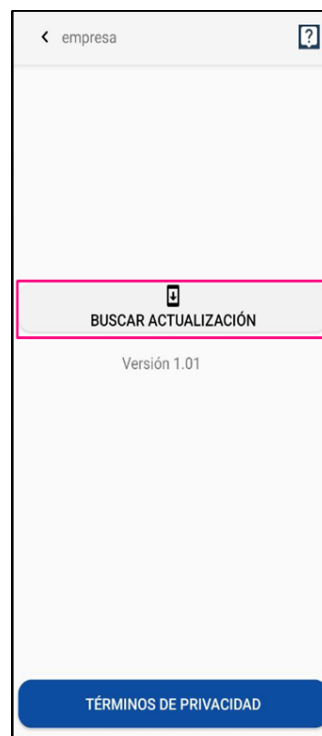 empresa
BUSCAR ACTUALIZACIÓN
Versión 1.01
TÉRMINOS DE PRIVACIDAD